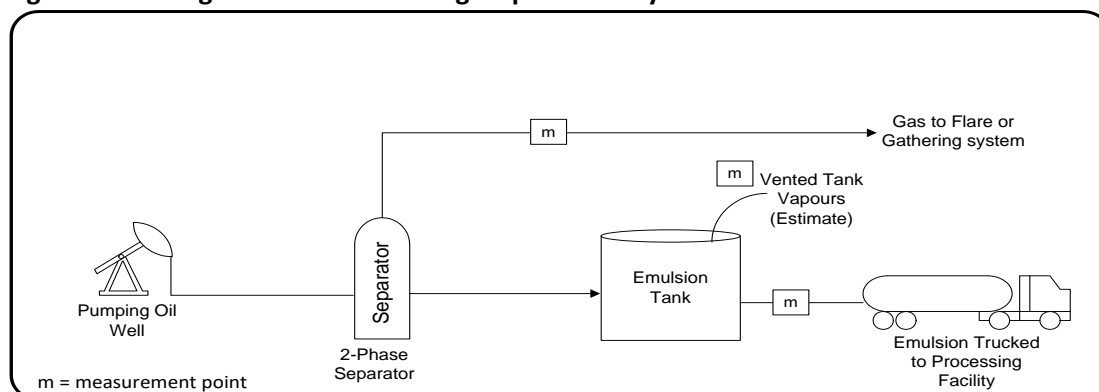 m
Gas to Flare or
Gathering system
m
Vented Tank
Vapours
(Estimate)
Separator
Emulsion
Tank
m
Pumping Oil
Well
2-Phase
Separator
Emulsion Trucked
to Processing
Facility
m = measurement point